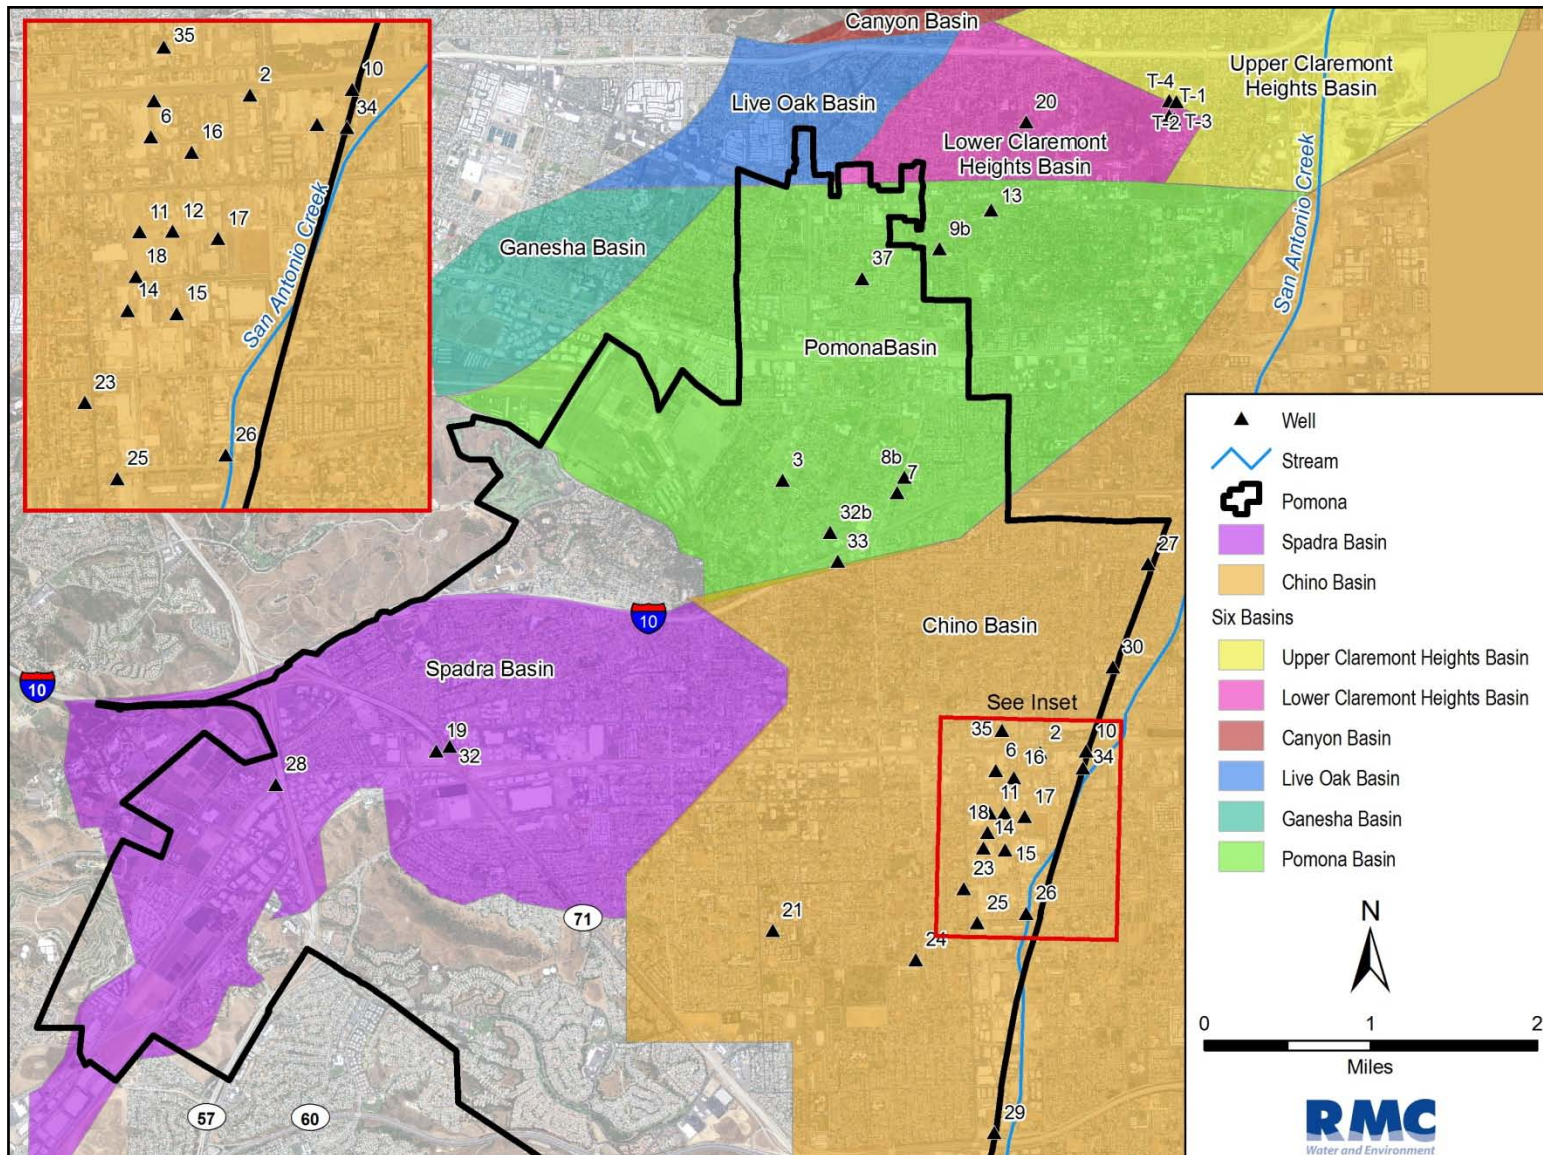 35
2
10
34
6
16
11
12
17
18
14
15
San Antonio Creek
23
26
25
Canyon Basin
Live Oak Basin
Upper Claremont
Heights Basin
T-4
T-1
T-2
T-3
20
Lower Claremont
Heights Basin
13
9b
37
Ganesha Basin
San Antonio Creek
PomonaBasin
3
8b
7
32b
33
27
10
Chino Basin
Spadra Basin
30
10
See Inset
35
2
10
34
6
16
19
32
28
11
17
18
14
15
23
26
25
21
24
71
29
57
60
Well
Stream
Pomona
Spadra Basin
Chino Basin
Six Basins
Upper Claremont Heights Basin
Lower Claremont Heights Basin
Canyon Basin
Live Oak Basin
Ganesha Basin
Pomona Basin
N
0 1 2
Miles
RMC
Water and Environment